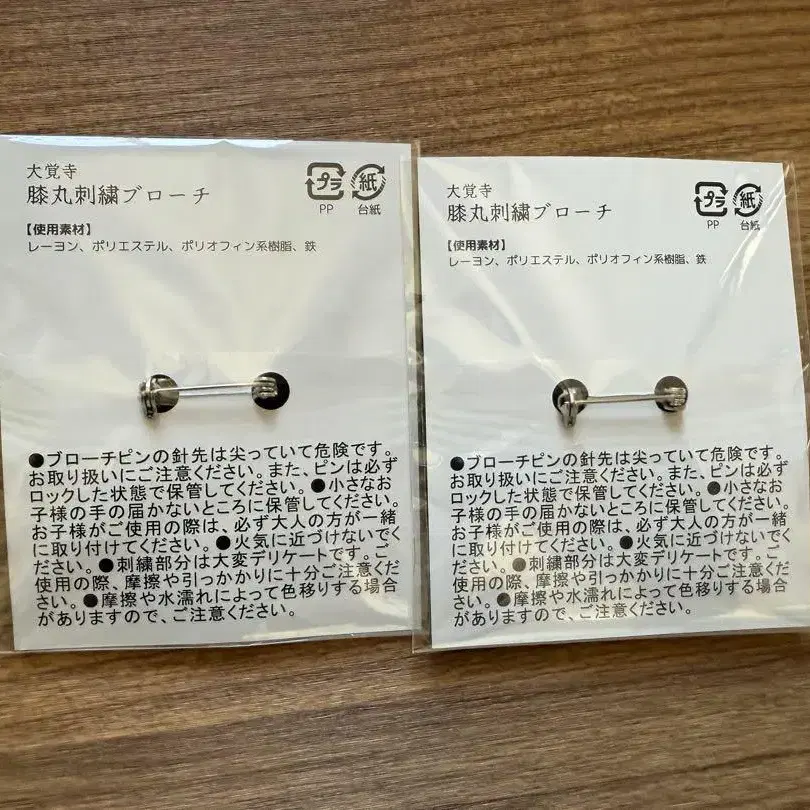 大覚寺
膝丸刺繍ブローチ
プラ
PP
紙
台紙
【使用素材】
レーヨン、ポリエステル、ポリオフィン系樹脂、鉄
●ブローチピンの針先は尖っていて危険です。
お取り扱いにご注意ください。また、ピンは必ず
ロックした状態で保管してください。●小さなお
子様の手の届かないところに保管してください。
お子様がご使用の際は、必ず大人の方が一緒
に取り付けてください。●火気に近づけないでく
ださい。●刺繍部分は大変デリケートです。ご
使用の際、摩擦や引っかかりに十分ご注意くだ
さい。●摩擦や水濡れによって色移りする場合
がありますので、ご注意ください。
大覚寺
膝丸刺繍ブローチ
プラ
PP
紙
台紙
【使用素材】
レーヨン、ポリエステル、ポリオフィン系樹脂、鉄
●ブローチピンの針先は尖っていて危険です。
お取り扱いにご注意ください。また、ピンは必ず
ロックした状態で保管してください。●小さなお
子様の手の届かないところに保管してください。
お子様がご使用の際は、必ず大人の方が一緒
に取り付けてください。●火気に近づけないでく
ださい。●刺繍部分は大変デリケートです。ご
使用の際、摩擦や引っかかりに十分ご注意くだ
さい。●摩擦や水濡れによって色移りする場合
がありますので、ご注意ください。